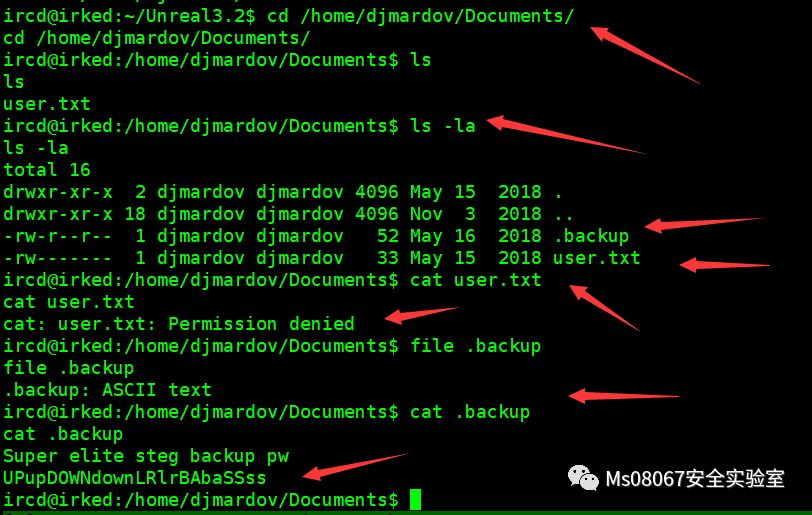 ircd@irked:~/Unreal3.2$ cd /home/djmardov/Documents/
cd /home/djmardov/Documents/
ircd@irked:/home/djmardov/Documents$ ls
ls
user.txt
ircd@irked:/home/djmardov/Documents$ ls -la
ls -la
total 16
drwxr-xr-x  2 djmardov djmardov 4096 May 15  2018 .
drwxr-xr-x 18 djmardov djmardov 4096 Nov  3  2018 ..
-rw-r--r--  1 djmardov djmardov   52 May 16  2018 .backup
-rw-------  1 djmardov djmardov   33 May 15  2018 user.txt
ircd@irked:/home/djmardov/Documents$ cat user.txt
cat user.txt
cat: user.txt: Permission denied
ircd@irked:/home/djmardov/Documents$ file .backup
file .backup
.backup: ASCII text
ircd@irked:/home/djmardov/Documents$ cat .backup
cat .backup
Super elite steg backup pw
UPupDOWNdownLRlrBAbaSSss
ircd@irked:/home/djmardov/Documents$
Ms08067安全实验室